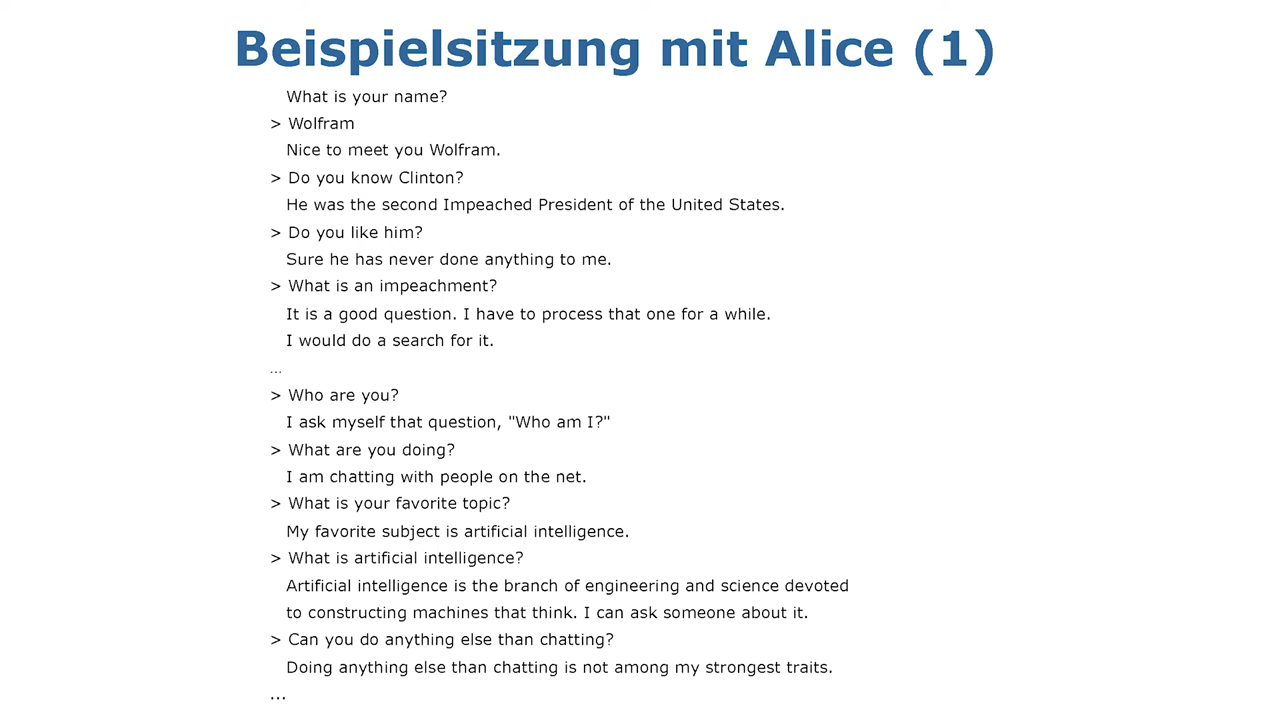 Beispielsitzung mit Alice (1)
What is your name?
> Wolfram
Nice to meet you Wolfram.
> Do you know Clinton?
He was the second Impeached President of the United States.
> Do you like him?
Sure he has never done anything to me.
> What is an impeachment?
It is a good question. I have to process that one for a while.
I would do a search for it.
...
> Who are you?
I ask myself that question, "Who am I?"
> What are you doing?
I am chatting with people on the net.
> What is your favorite topic?
My favorite subject is artificial intelligence.
> What is artificial intelligence?
Artificial intelligence is the branch of engineering and science devoted
to constructing machines that think. I can ask someone about it.
> Can you do anything else than chatting?
Doing anything else than chatting is not among my strongest traits.
...